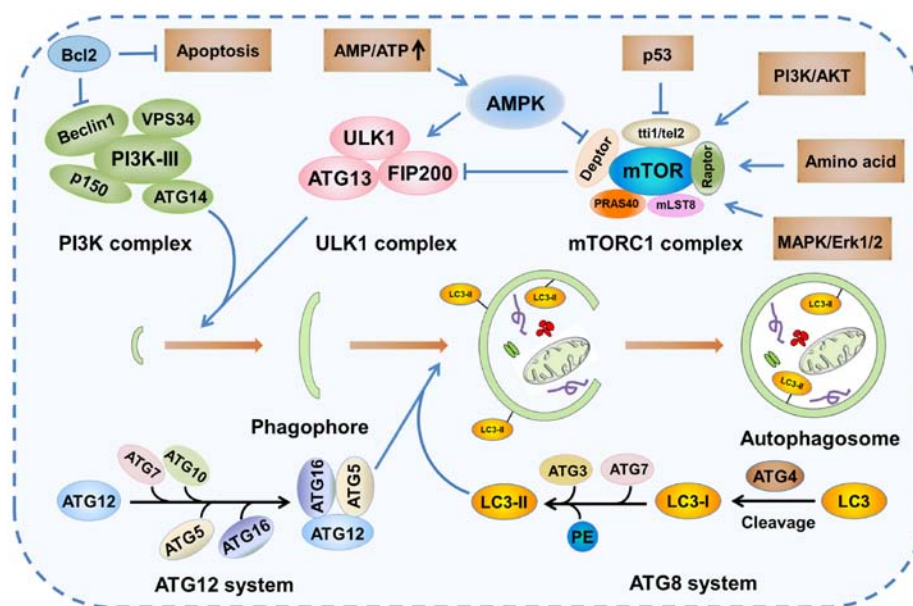 Bcl2
Apoptosis
AMP/ATP
p53
PI3K/AKT
AMPK
Beclin1
VPS34
PI3K-III
p150
ATG14
ULK1
ATG13
FIP200
Deptor
tti1/tel2
mTOR
Raptor
PRAS40
mLST8
Amino acid
MAPK/Erk1/2
PI3K complex
ULK1 complex
mTORC1 complex
LC3-II
LC3-II
LC3-II
LC3-II
LC3-II
Phagophore
Autophagosome
ATG12
ATG7
ATG10
ATG5
ATG16
ATG16
ATG5
ATG12
LC3-II
ATG3
ATG7
PE
LC3-I
ATG4
Cleavage
LC3
ATG12 system
ATG8 system